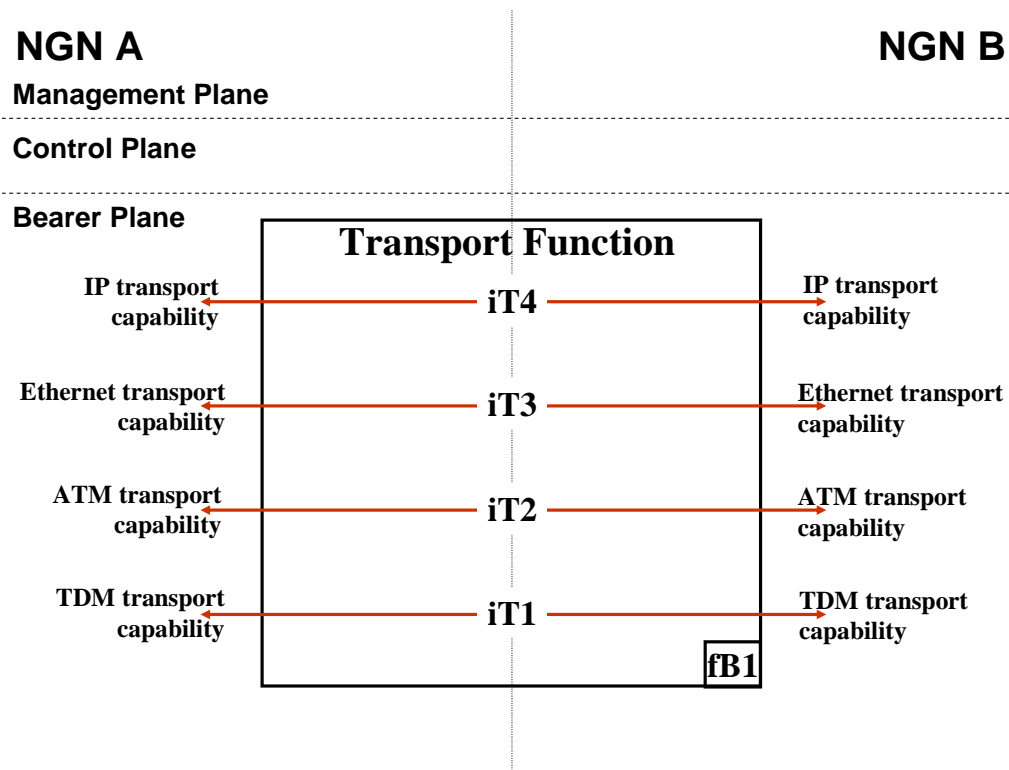 NGN A
NGN B
Management Plane
Control Plane
Bearer Plane
Transport Function
IP transport
capability
iT4
IP transport
capability
Ethernet transport
capability
iT3
Ethernet transport
capability
ATM transport
capability
iT2
ATM transport
capability
TDM transport
capability
iT1
TDM transport
capability
fB1